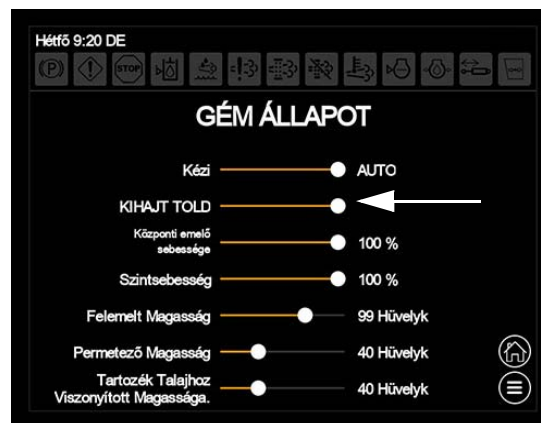 Hétfő 9:20 DE
STOP
GÉM ÁLLAPOT
Kézi AUTO
KIHAJT TOLD
Központi emelő
sebessége 100 %
Szintsebesség 100 %
Felemelt Magasság 99 Hüvelyk
Permetező Magasság 40 Hüvelyk
Tartozék Talajhoz
Viszonyított Magassága. 40 Hüvelyk